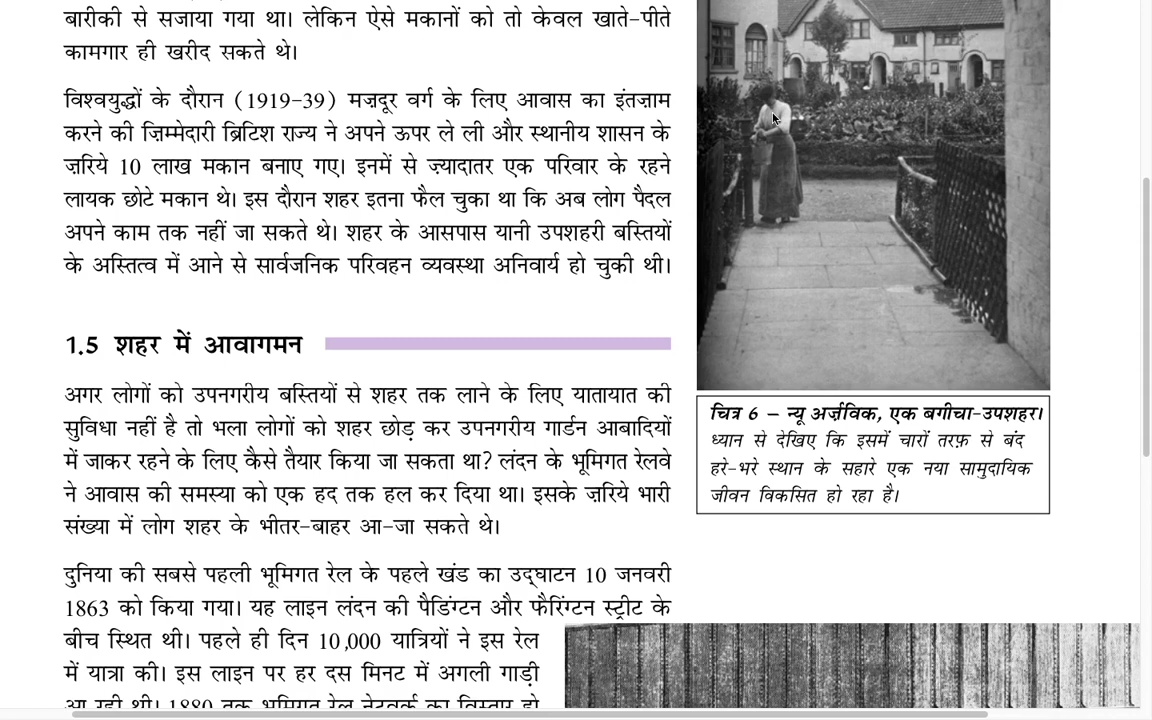 बारीकी से सजाया गया था। लेकिन ऐसे मकानों को तो केवल खाते-पीते
कामगार ही खरीद सकते थे।
विश्वयुद्धों के दौरान (1919-39) मज़दूर वर्ग के लिए आवास का इंतज़ाम
करने की ज़िम्मेदारी ब्रिटिश राज्य ने अपने ऊपर ले ली और स्थानीय शासन के
ज़रिये 10 लाख मकान बनाए गए। इनमें से ज़्यादातर एक परिवार के रहने
लायक छोटे मकान थे। इस दौरान शहर इतना फैल चुका था कि अब लोग पैदल
अपने काम तक नहीं जा सकते थे। शहर के आसपास यानी उपशहरी बस्तियों
के अस्तित्व में आने से सार्वजनिक परिवहन व्यवस्था अनिवार्य हो चुकी थी।
1.5 शहर में आवागमन
अगर लोगों को उपनगरीय बस्तियों से शहर तक लाने के लिए यातायात की
सुविधा नहीं है तो भला लोगों को शहर छोड़ कर उपनगरीय गार्डन आबादियों
में जाकर रहने के लिए कैसे तैयार किया जा सकता था? लंदन के भूमिगत रेलवे
ने आवास की समस्या को एक हद तक हल कर दिया था। इसके ज़रिये भारी
संख्या में लोग शहर के भीतर-बाहर आ-जा सकते थे।
दुनिया की सबसे पहली भूमिगत रेल के पहले खंड का उद्घाटन 10 जनवरी
1863 को किया गया। यह लाइन लंदन की पैडिंग्टन और फैरिंग्टन स्ट्रीट के
बीच स्थित थी। पहले ही दिन 10,000 यात्रियों ने इस रेल
में यात्रा की। इस लाइन पर हर दस मिनट में अगली गाड़ी
आ रही थी। 1880 तक भूमिगत रेल नेटवर्क का विस्तार हो
चित्र 6 – न्यू अर्ज़विक, एक बगीचा-उपशहर।
ध्यान से देखिए कि इसमें चारों तरफ़ से बंद
हरे-भरे स्थान के सहारे एक नया सामुदायिक
जीवन विकसित हो रहा है।